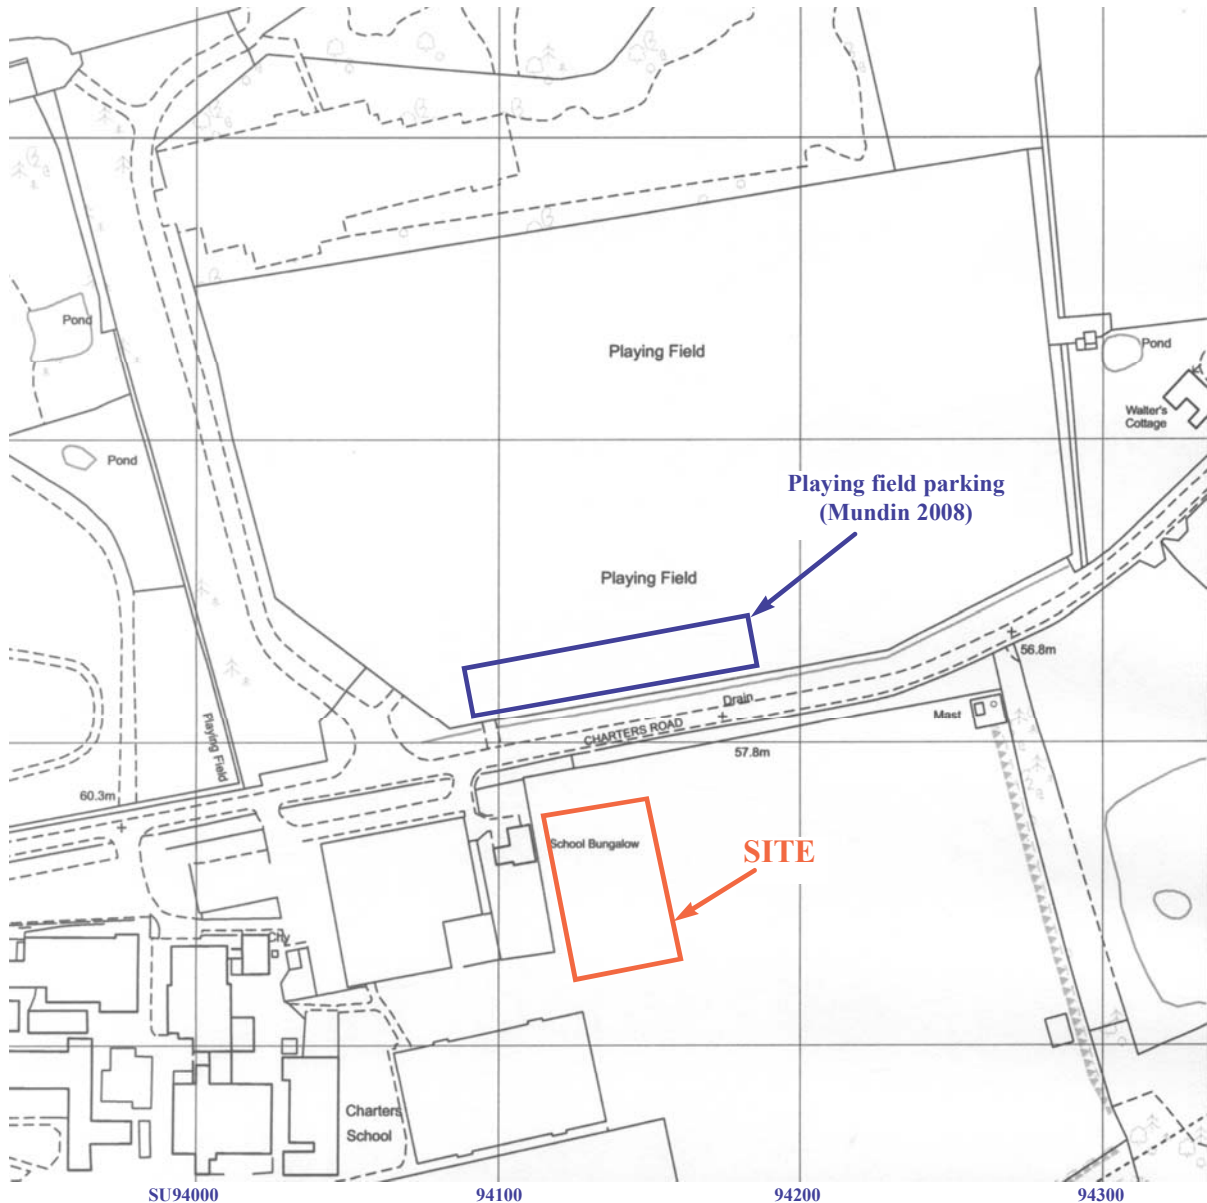 Pond
Playing Field
Pond
Walter's
Cottage
Pond
Playing field parking
(Mundin 2008)
Playing Field
56.8m
Drain
Mast
CHARTERS ROAD
Playing Field
57.8m
60.3m
School Bungalow
SITE
Chy
Charters
School
SU94000
94100
94200
94300